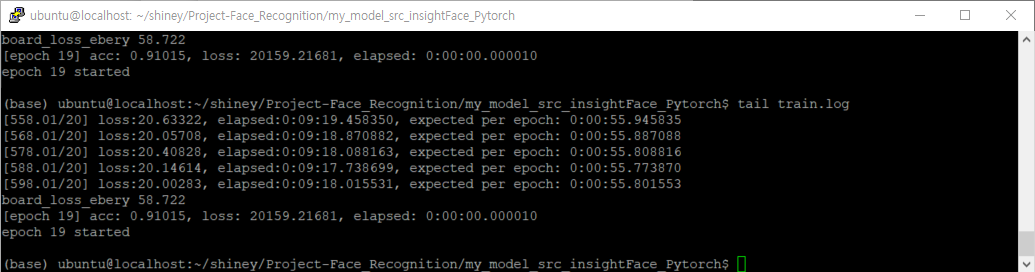 ubuntu@localhost: ~/shiney/Project-Face_Recognition/my_model_src_insightFace_Pytorch
board_loss_ebery 58.722
[epoch 19] acc: 0.91015, loss: 20159.21681, elapsed: 0:00:00.000010
epoch 19 started
(base) ubuntu@localhost:~/shiney/Project-Face_Recognition/my_model_src_insightFace_Pytorch$ tail train.log
[558.01/20] loss:20.63322, elapsed:0:09:19.458350, expected per epoch: 0:00:55.945835
[568.01/20] loss:20.05708, elapsed:0:09:18.870882, expected per epoch: 0:00:55.887088
[578.01/20] loss:20.40828, elapsed:0:09:18.088163, expected per epoch: 0:00:55.808816
[588.01/20] loss:20.14614, elapsed:0:09:17.738699, expected per epoch: 0:00:55.773870
[598.01/20] loss:20.00283, elapsed:0:09:18.015531, expected per epoch: 0:00:55.801553
board_loss_ebery 58.722
[epoch 19] acc: 0.91015, loss: 20159.21681, elapsed: 0:00:00.000010
epoch 19 started
(base) ubuntu@localhost:~/shiney/Project-Face_Recognition/my_model_src_insightFace_Pytorch$